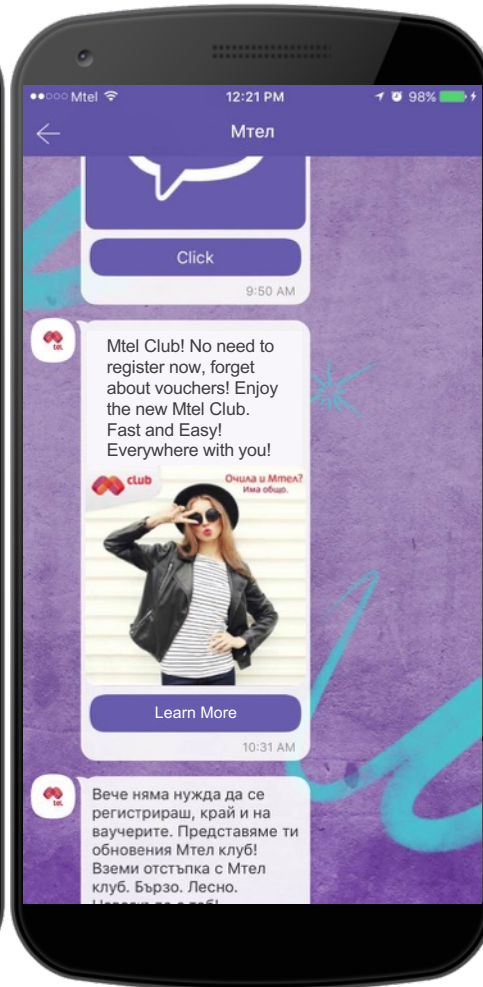 Mtel
12:21 PM
98%
Мтел
Click
9:50 AM
tel.
Mtel Club! No need to
register now, forget
about vouchers! Enjoy
the new Mtel Club.
Fast and Easy!
Everywhere with you!
club
Очила и Мтел?
Има общо.
Learn More
10:31 AM
tel.
Вече няма нужда да се
регистрираш, край и на
ваучерите. Представяме ти
обновения Мтел клуб!
Вземи отстъпка с Мтел
клуб. Бързо. Лесно.